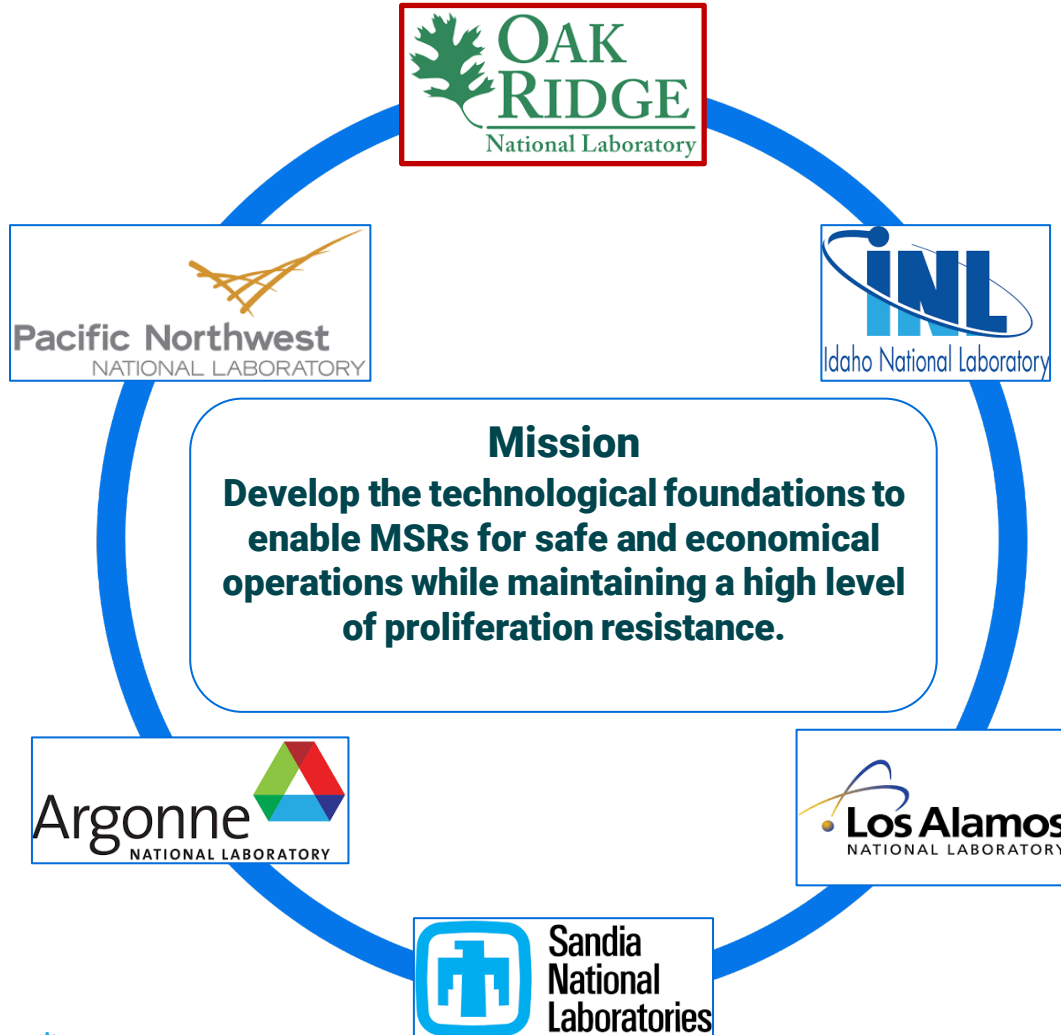 OAK
RIDGE
National Laboratory
Pacific Northwest
NATIONAL LABORATORY
INL
Idaho National Laboratory
Mission
Develop the technological foundations to
enable MSRs for safe and economical
operations while maintaining a high level
of proliferation resistance.
Argonne
NATIONAL LABORATORY
Los Alamos
NATIONAL LABORATORY
Sandia
National
Laboratories